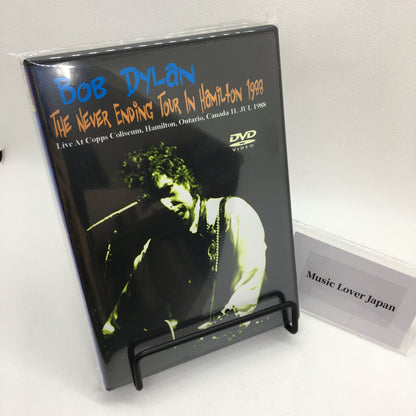 Bob Dylan
The Never Ending Tour In Hamilton 1999
Live At Copps Coliseum, Hamilton, Ontario, Canada 11. JUL 1988
DVD
VIDEO
Music Lover Japan